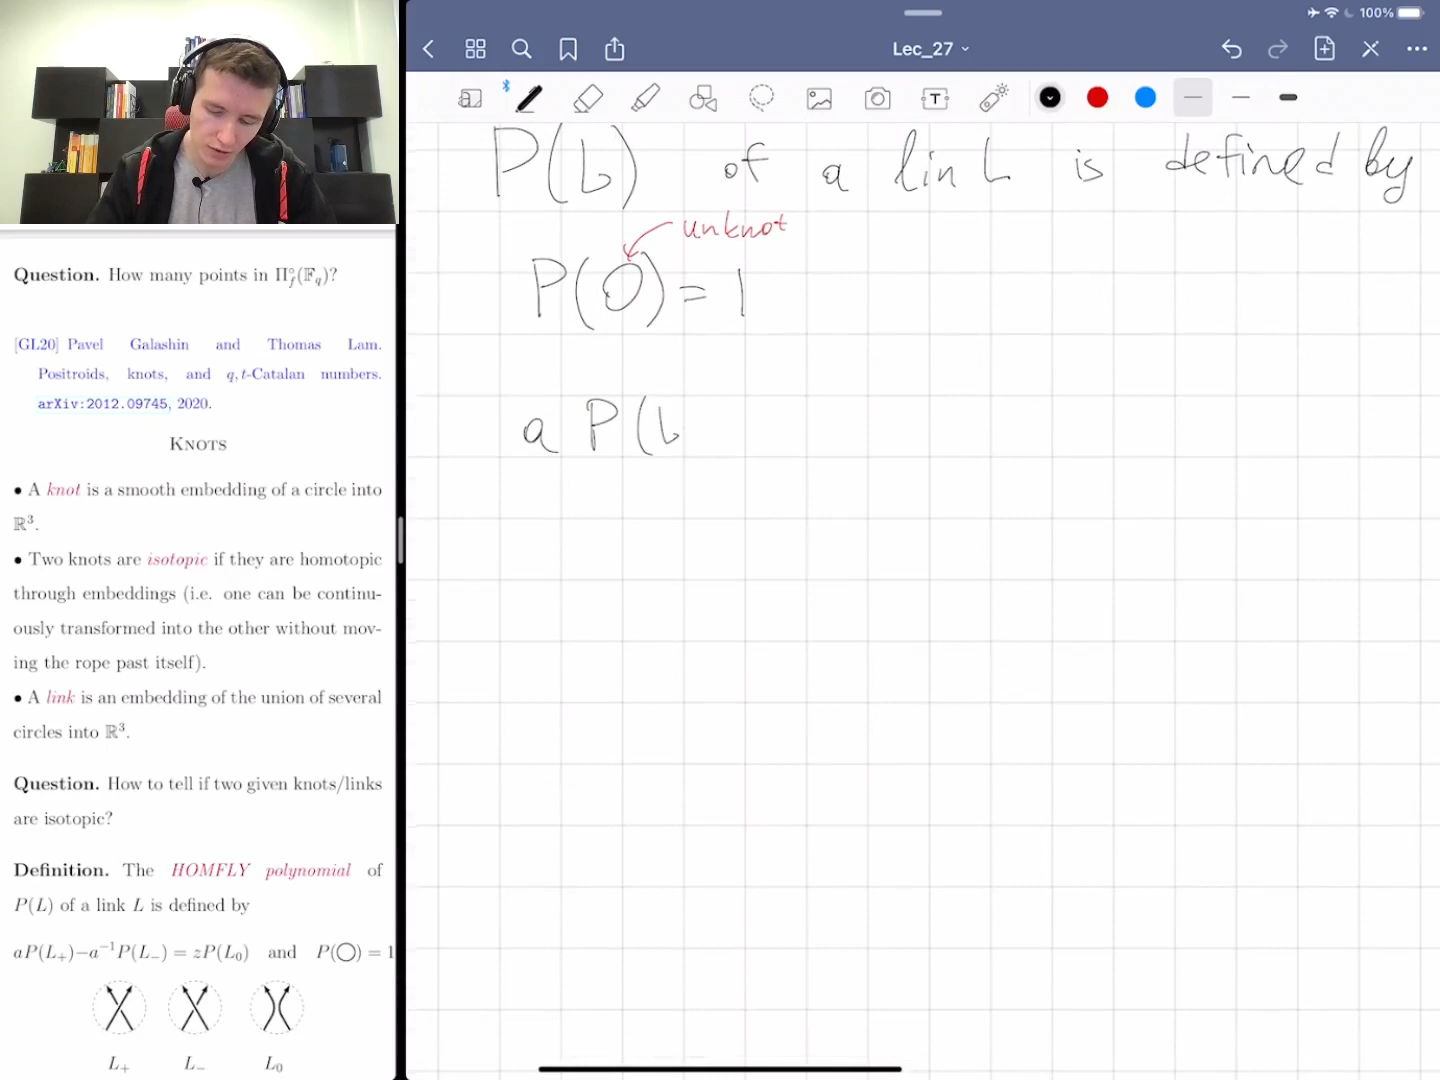 100%
Lec_27
P(L) of a link L is defined by
unknot
P(O) = 1
a P(L
Question. How many points in Π°_f(𝔽_q)?
[GL20] Pavel Galashin and Thomas Lam.
Positroids, knots, and q,t-Catalan numbers.
arXiv:2012.09745, 2020.
Knots
• A knot is a smooth embedding of a circle into
ℝ³.
• Two knots are isotopic if they are homotopic
through embeddings (i.e. one can be continu-
ously transformed into the other without mov-
ing the rope past itself).
• A link is an embedding of the union of several
circles into ℝ³.
Question. How to tell if two given knots/links
are isotopic?
Definition. The HOMFLY polynomial of
P(L) of a link L is defined by
aP(L₊)−a⁻¹P(L₋) = zP(L₀) and P(◯) = 1
L₊ L₋ L₀